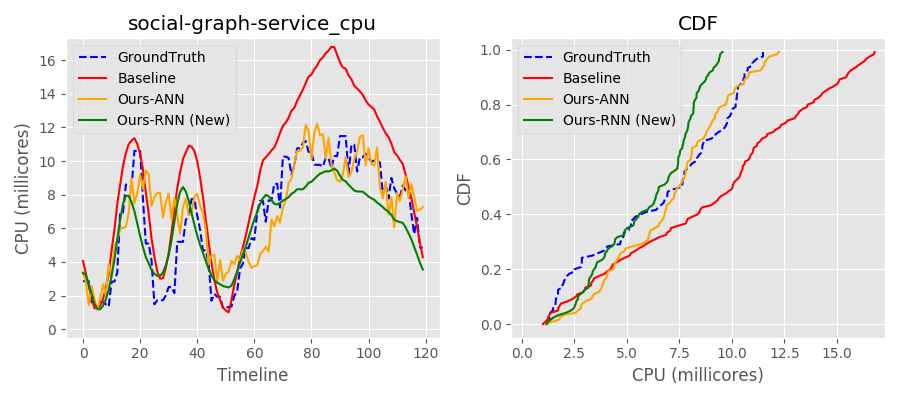 social-graph-service_cpu
CPU (millicores)
16
14
12
10
8
6
4
2
0
GroundTruth
Baseline
Ours-ANN
Ours-RNN (New)
0 20 40 60 80 100 120
Timeline
CDF
CDF
1.0
0.8
0.6
0.4
0.2
0.0
GroundTruth
Baseline
Ours-ANN
Ours-RNN (New)
0.0 2.5 5.0 7.5 10.0 12.5 15.0
CPU (millicores)